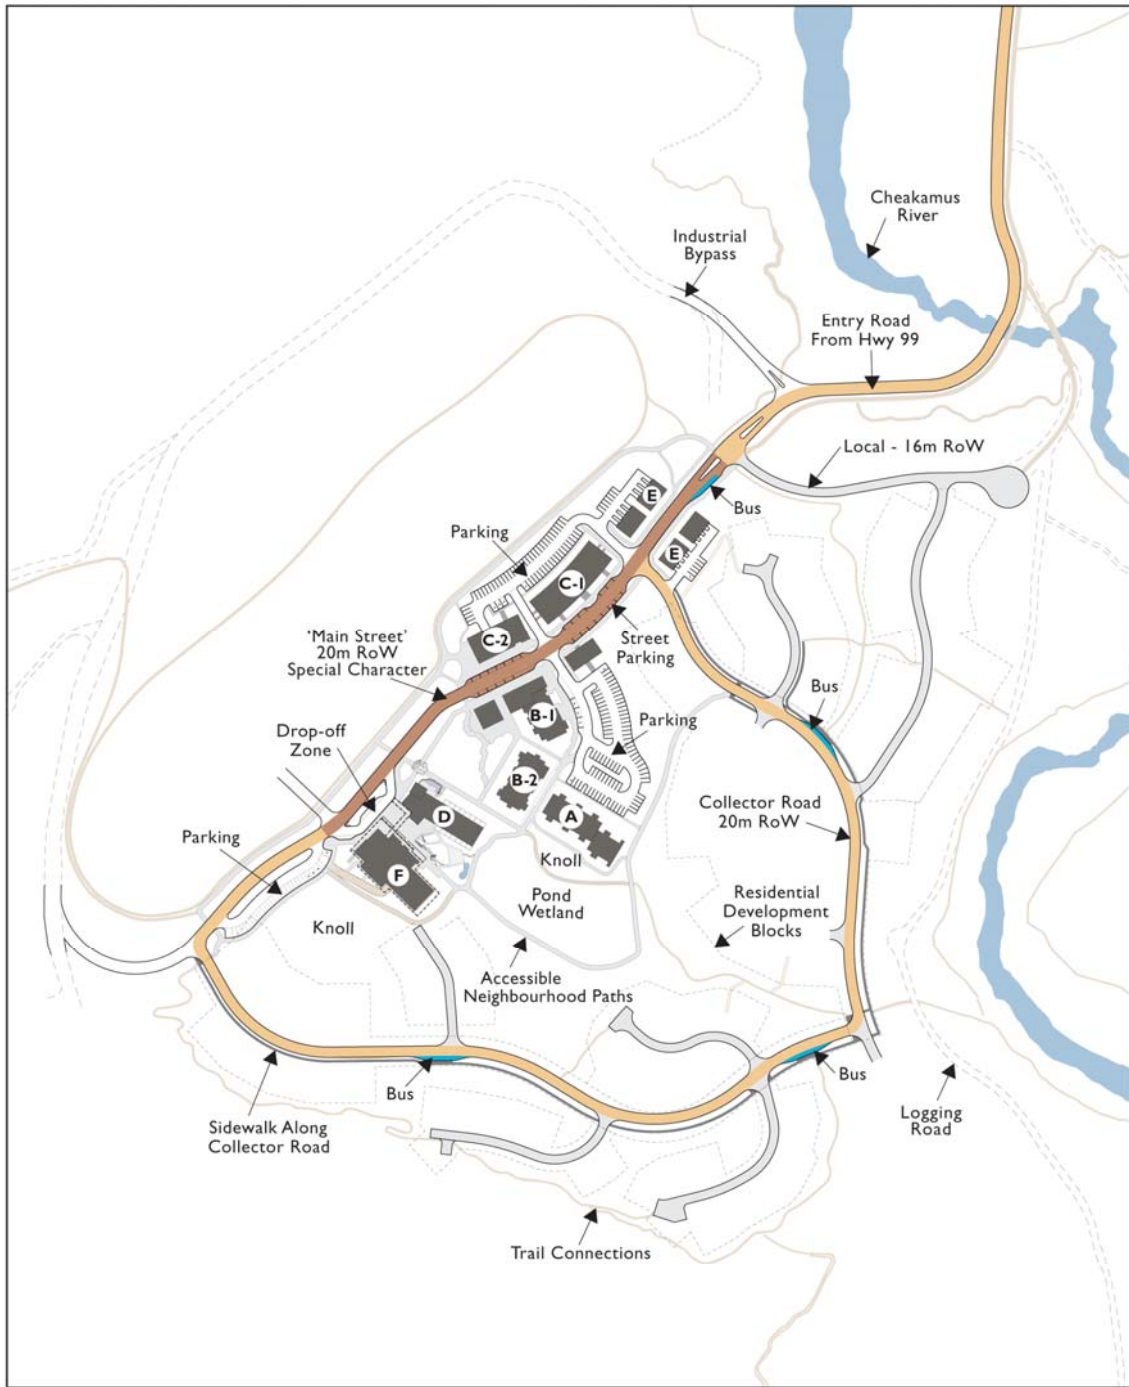 Cheakamus
River
Industrial
Bypass
Entry Road
From Hwy 99
Local - 16m RoW
Bus
E
Parking
E
C-1
C-2
Street
Parking
'Main Street'
20m RoW
Special Character
Bus
B-1
Parking
Drop-off
Zone
B-2
Collector Road
20m RoW
D
A
Parking
Knoll
F
Pond
Wetland
Residential
Development
Blocks
Knoll
Accessible
Neighbourhood Paths
Bus
Bus
Sidewalk Along
Collector Road
Logging
Road
Trail Connections